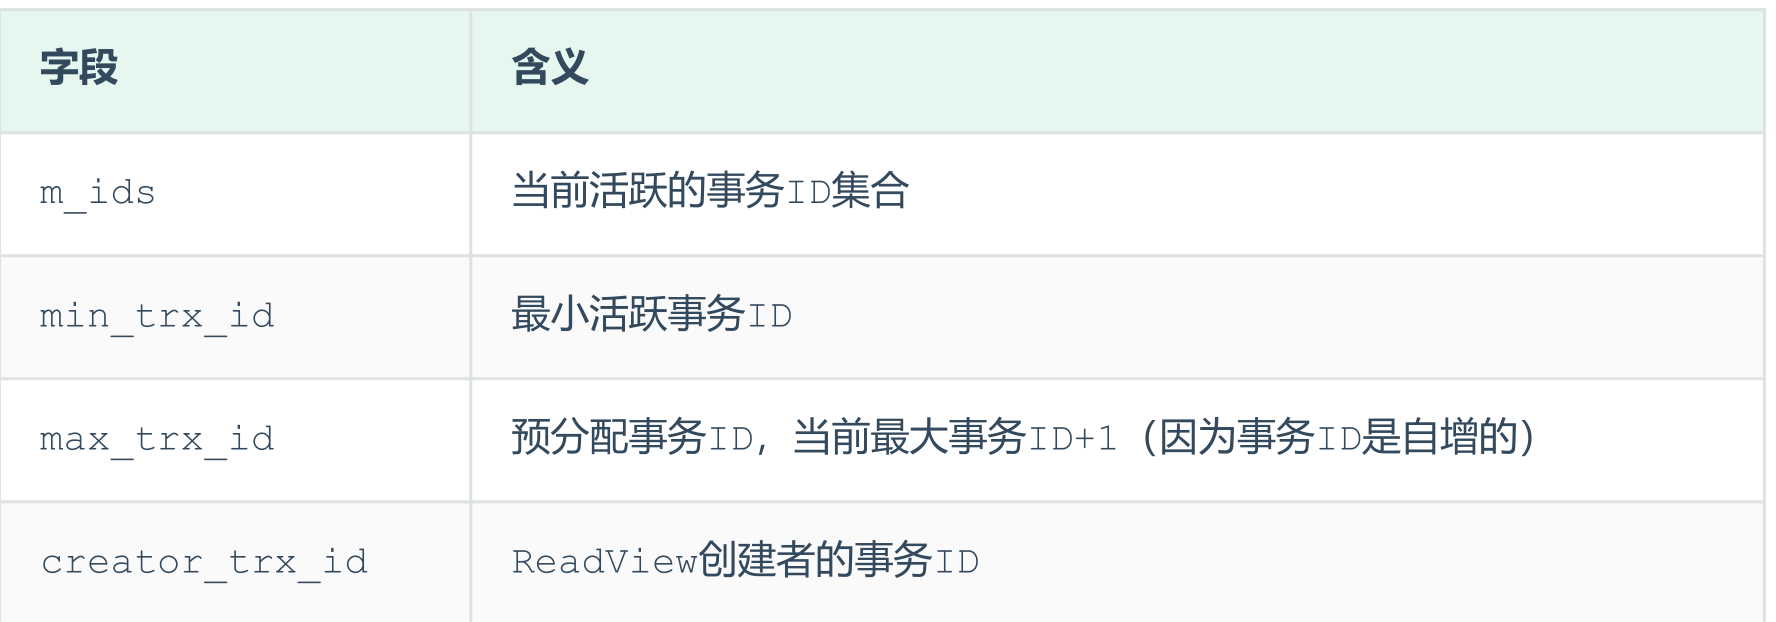 字段 含义
m_ids 当前活跃的事务ID集合
min_trx_id 最小活跃事务ID
max_trx_id 预分配事务ID，当前最大事务ID+1（因为事务ID是自增的）
creator_trx_id ReadView创建者的事务ID